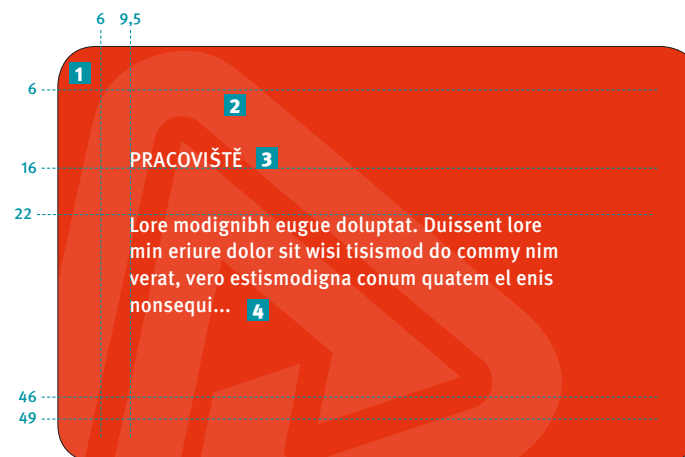 6 9,5
1
6
2
PRACOVIŠTĚ 3
16
22
Lore modignibh eugue doluptat. Duissent lore
min eriure dolor sit wisi tisismod do commy nim
verat, vero estismodigna conum quatem el enis
nonsequi... 4
46
49